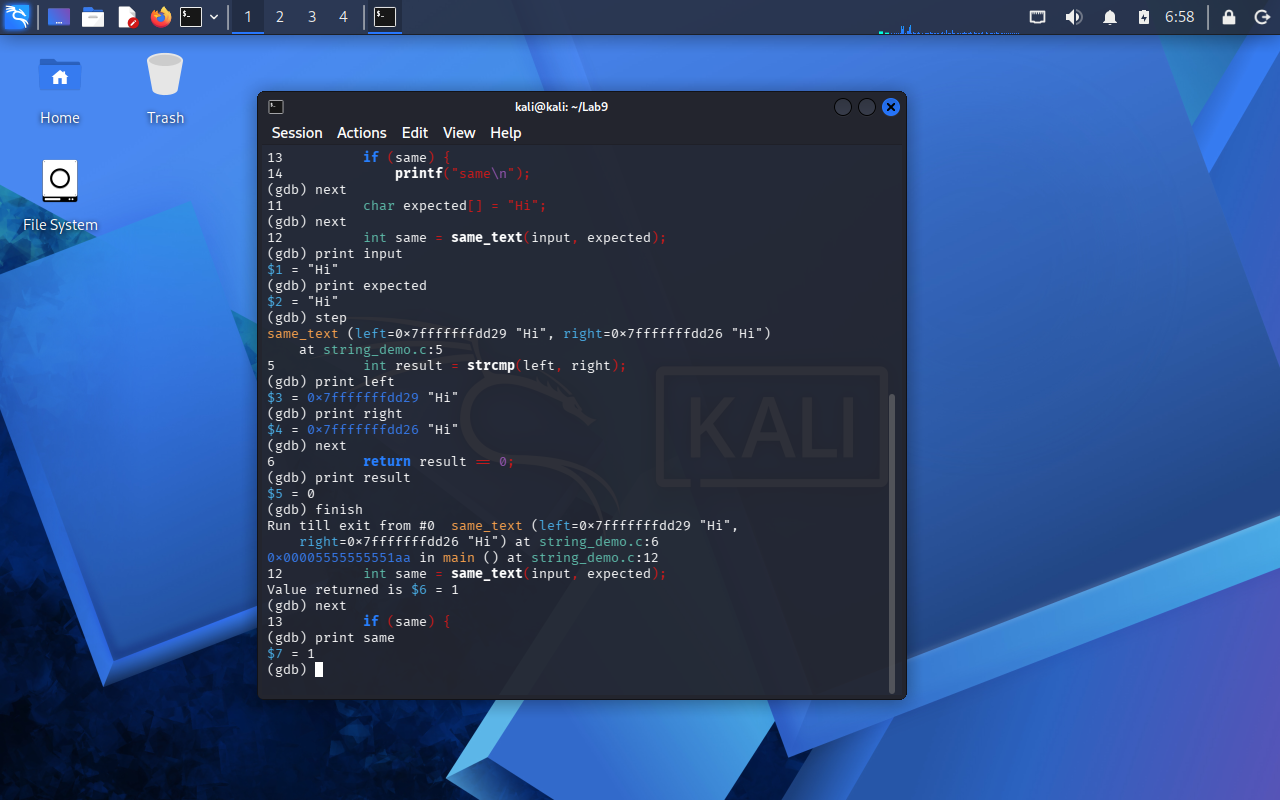 1 2 3 4 6:58
Home
Trash
File System
kali@kali: ~/Lab9
Session Actions Edit View Help
13          if (same) {
14              printf("same\n");
(gdb) next
11          char expected[] = "Hi";
(gdb) next
12          int same = same_text(input, expected);
(gdb) print input
$1 = "Hi"
(gdb) print expected
$2 = "Hi"
(gdb) step
same_text (left=0x7fffffffdd29 "Hi", right=0x7fffffffdd26 "Hi")
    at string_demo.c:5
5           int result = strcmp(left, right);
(gdb) print left
$3 = 0x7fffffffdd29 "Hi"
(gdb) print right
$4 = 0x7fffffffdd26 "Hi"
(gdb) next
6           return result == 0;
(gdb) print result
$5 = 0
(gdb) finish
Run till exit from #0  same_text (left=0x7fffffffdd29 "Hi",
    right=0x7fffffffdd26 "Hi") at string_demo.c:6
0x00005555555551aa in main () at string_demo.c:12
12          int same = same_text(input, expected);
Value returned is $6 = 1
(gdb) next
13          if (same) {
(gdb) print same
$7 = 1
(gdb)
KALI